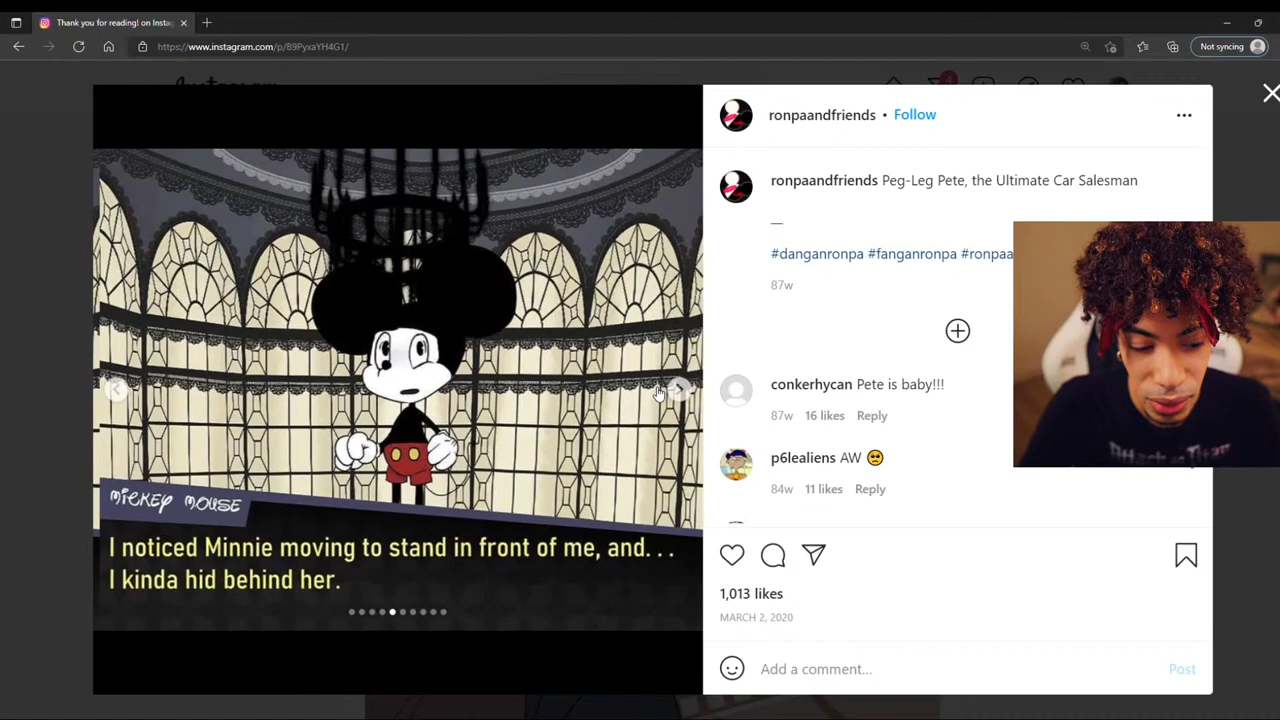 Thank you for reading! on Insta
https://www.instagram.com/p/B9PyxaYH4G1/
Not syncing
4
ronpaandfriends • Follow
ronpaandfriends Peg-Leg Pete, the Ultimate Car Salesman
—
#danganronpa #fanganronpa #ronpaa
87w
conkerhycan Pete is baby!!!
87w 16 likes Reply
p6lealiens AW 🥺
84w 11 likes Reply
1,013 likes
MARCH 2, 2020
Add a comment...
Post
MICKEY MOUSE
I noticed Minnie moving to stand in front of me, and. . .
I kinda hid behind her.